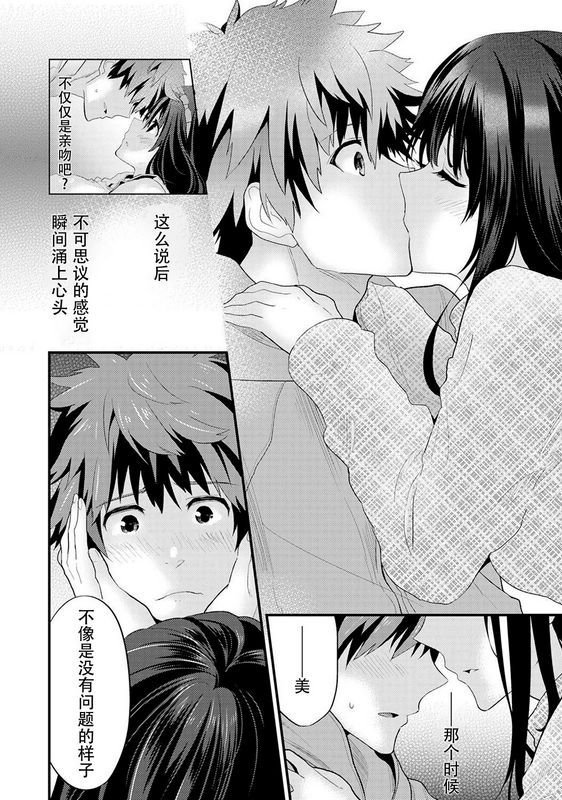 不仅仅是亲吻吧?
这么说后
不可思议的感觉
瞬间涌上心头
不像是没有问题的样子
——那个时候
——美